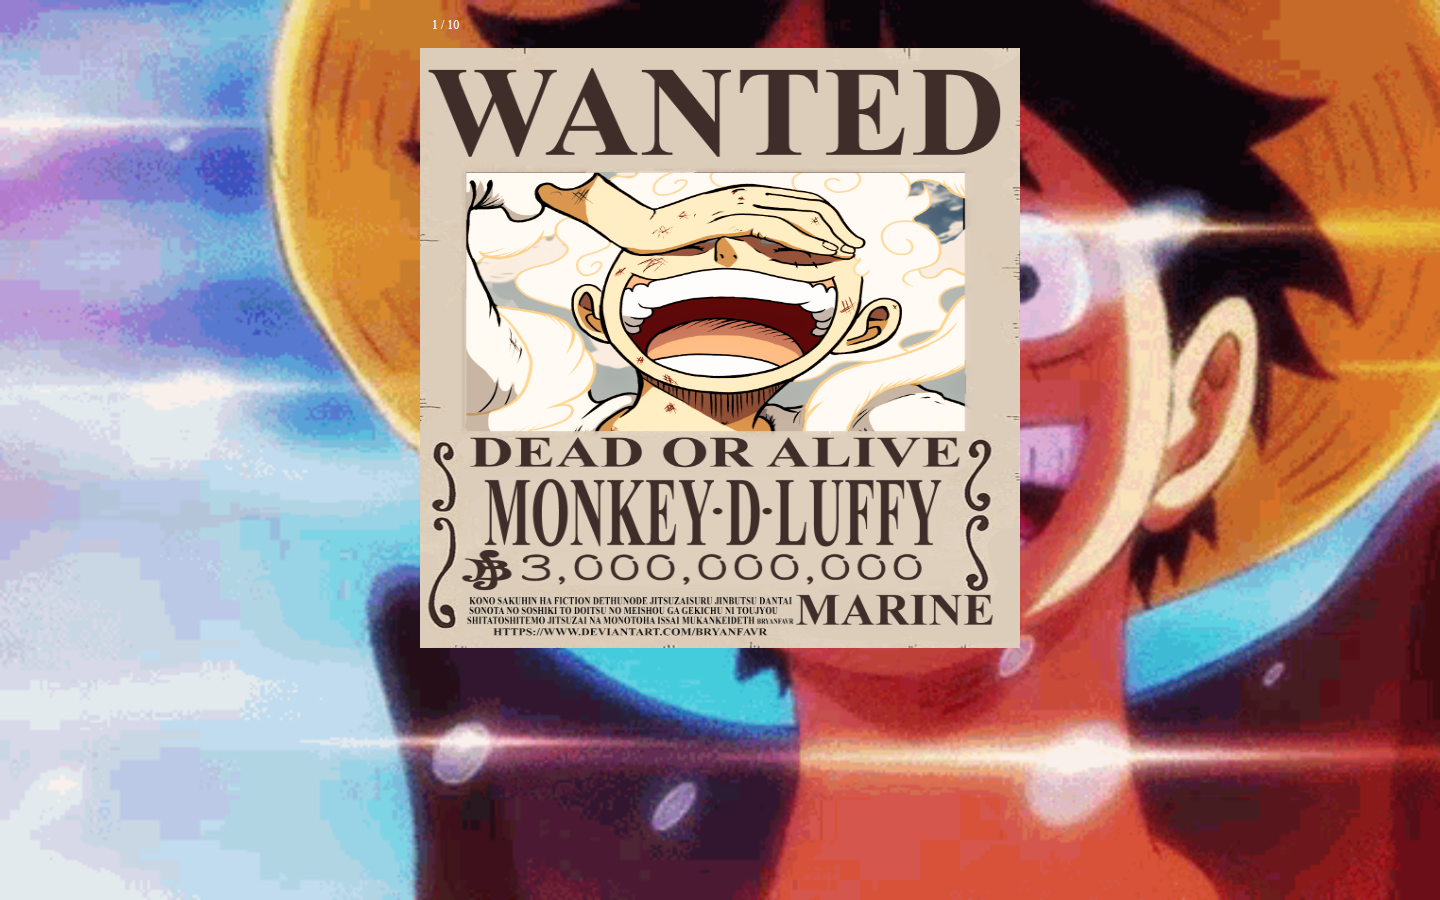 1 / 10
WANTED
DEAD OR ALIVE
MONKEY·D·LUFFY
฿3,000,000,000
KONO SAKUHIN HA FICTION DETHUNODE JITSUZAISURU JINBUTSU DANTAI
SONOTA NO SOSHIKI TO DOITSU NO MEISHOU GA GEKICHU NI TOUJYOU
SHITATOSHITEMO JITSUZAI NA MONOTOHA ISSAI MUKANKEIDETH BRYANFAVR
HTTPS://WWW.DEVIANTART.COM/BRYANFAVR
MARINE